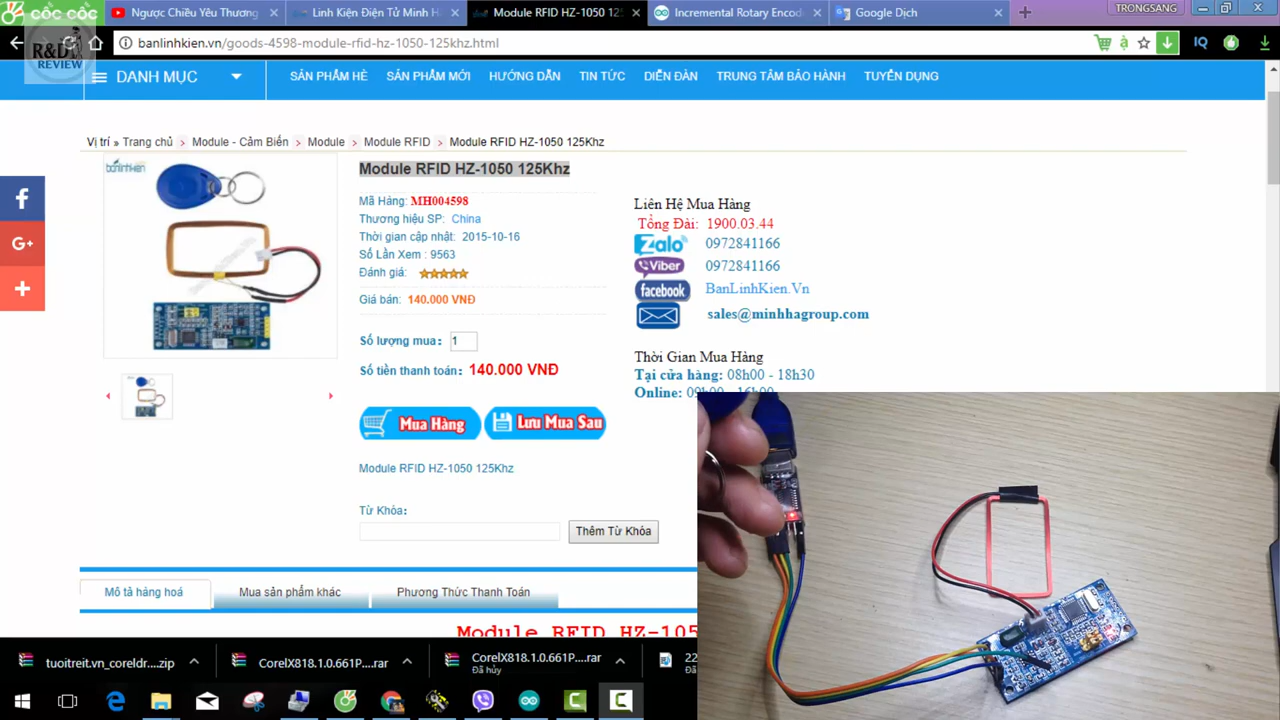 cốc cốc
Ngược Chiều Yêu Thương
Linh Kiện Điện Tử Minh H
Module RFID HZ-1050 12
Incremental Rotary Encod
Google Dịch
TRONGSANG
banlinhkien.vn/goods-4598-module-rfid-hz-1050-125khz.html
IQ
R&D
REVIEW
DANH MỤC
SẢN PHẨM HÈ
SẢN PHẨM MỚI
HƯỚNG DẪN
TIN TỨC
DIỄN ĐÀN
TRUNG TÂM BẢO HÀNH
TUYỂN DỤNG
Vị trí » Trang chủ > Module - Cảm Biến > Module > Module RFID > Module RFID HZ-1050 125Khz
banlinhkien
Module RFID HZ-1050 125Khz
Mã Hàng: MH004598
Thương hiệu SP: China
Thời gian cập nhật: 2015-10-16
Số Lần Xem : 9563
Đánh giá:
Giá bán: 140.000 VNĐ
Số lượng mua: 1
Số tiền thanh toán: 140.000 VNĐ
Mua Hàng
Lưu Mua Sau
Module RFID HZ-1050 125Khz
Từ Khóa:
Thêm Từ Khóa
Liên Hệ Mua Hàng
Tổng Đài: 1900.03.44
Zalo 0972841166
Viber 0972841166
facebook BanLinhKien.Vn
sales@minhhagroup.com
Thời Gian Mua Hàng
Tại cửa hàng: 08h00 - 18h30
Online: 09h00 - 16h00
f
G+
Mô tả hàng hoá
Mua sản phẩm khác
Phương Thức Thanh Toán
Module RFID HZ-105
tuoitreit.vn_coreldr....zip
CorelX818.1.0.661P....rar
CorelX818.1.0.661P....rar
Đã hủy
22
Đã